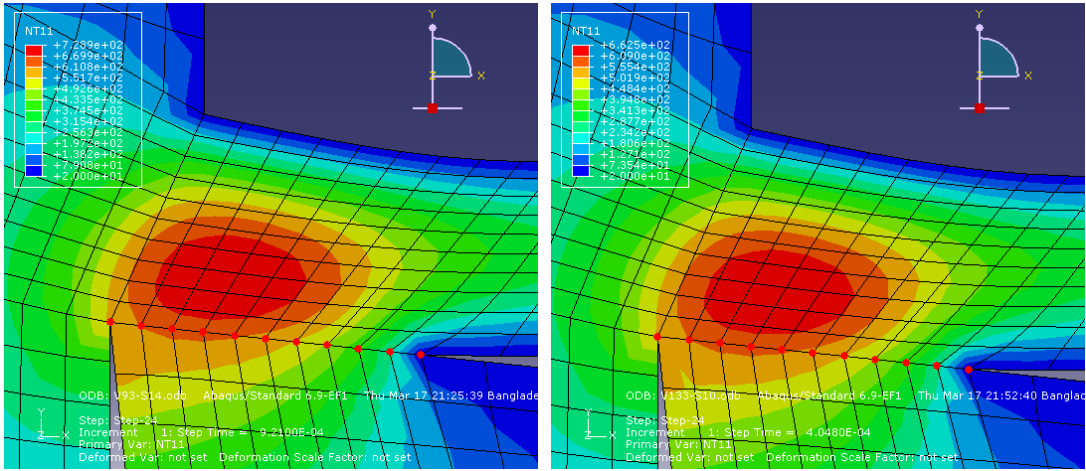 NT11
+7.289e+02
+6.699e+02
+6.108e+02
+5.517e+02
+4.926e+02
+4.335e+02
+3.745e+02
+3.154e+02
+2.563e+02
+1.972e+02
+1.382e+02
+7.908e+01
+2.000e+01
Y
Z X
ODB: V93-S14.odb Abaqus/Standard 6.9-EF1 Thu Mar 17 21:25:39 Banglade
Y
Z X
Step: Step-24
Increment 1: Step Time = 9.2100E-04
Primary Var: NT11
Deformed Var: not set Deformation Scale Factor: not set
NT11
+6.625e+02
+6.090e+02
+5.554e+02
+5.019e+02
+4.484e+02
+3.948e+02
+3.413e+02
+2.877e+02
+2.342e+02
+1.806e+02
+1.271e+02
+7.354e+01
+2.000e+01
Y
Z X
ODB: V133-S10.odb Abaqus/Standard 6.9-EF1 Thu Mar 17 21:52:40 Banglad
Y
Z X
Step: Step-24
Increment 1: Step Time = 4.0480E-04
Primary Var: NT11
Deformed Var: not set Deformation Scale Factor: not set